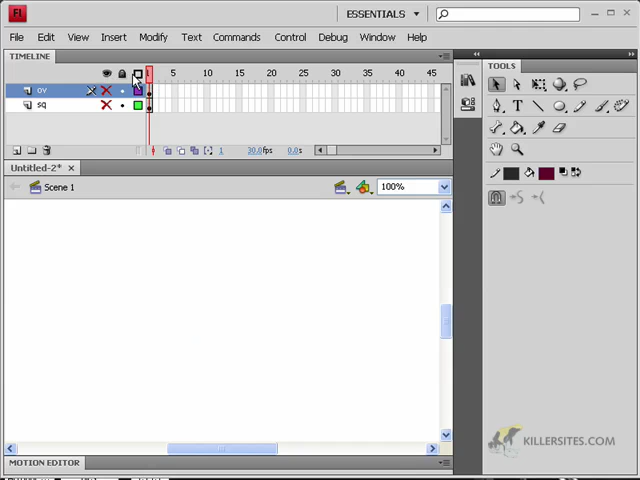 Fl
ESSENTIALS
File Edit View Insert Modify Text Commands Control Debug Window Help
TIMELINE
TOOLS
1 5 10 15 20 25 30 35 40 45
ov
sq
1 30.0fps 0.0s
Untitled-2*
Scene 1
100%
T
KILLERSITES.COM
MOTION EDITOR